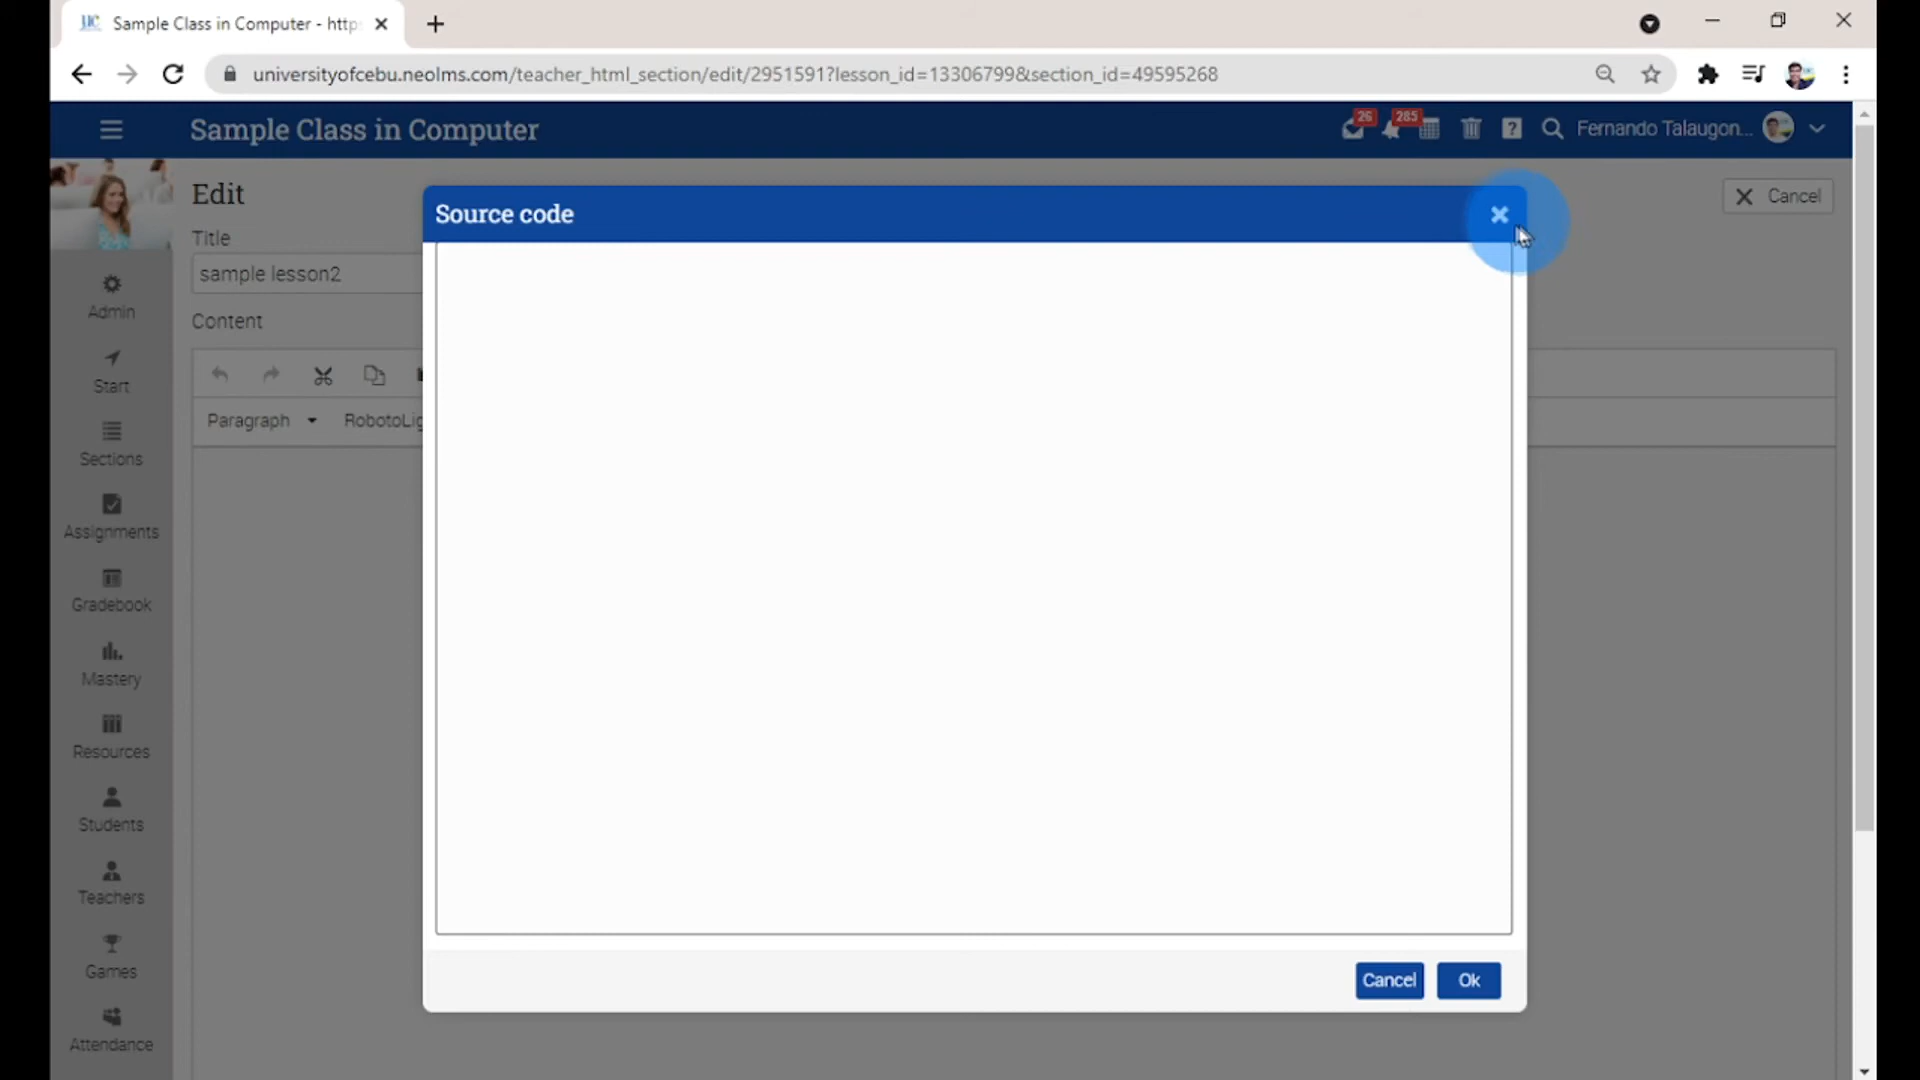 Sample Class in Computer - http
universityofcebu.neolms.com/teacher_html_section/edit/2951591?lesson_id=13306799&section_id=49595268
Sample Class in Computer
26
285
Fernando Talaugon...
Edit
Cancel
Source code
Title
sample lesson2
Content
Paragraph
RobotoLig
Admin
Start
Sections
Assignments
Gradebook
Mastery
Resources
Students
Teachers
Games
Attendance
Cancel
Ok